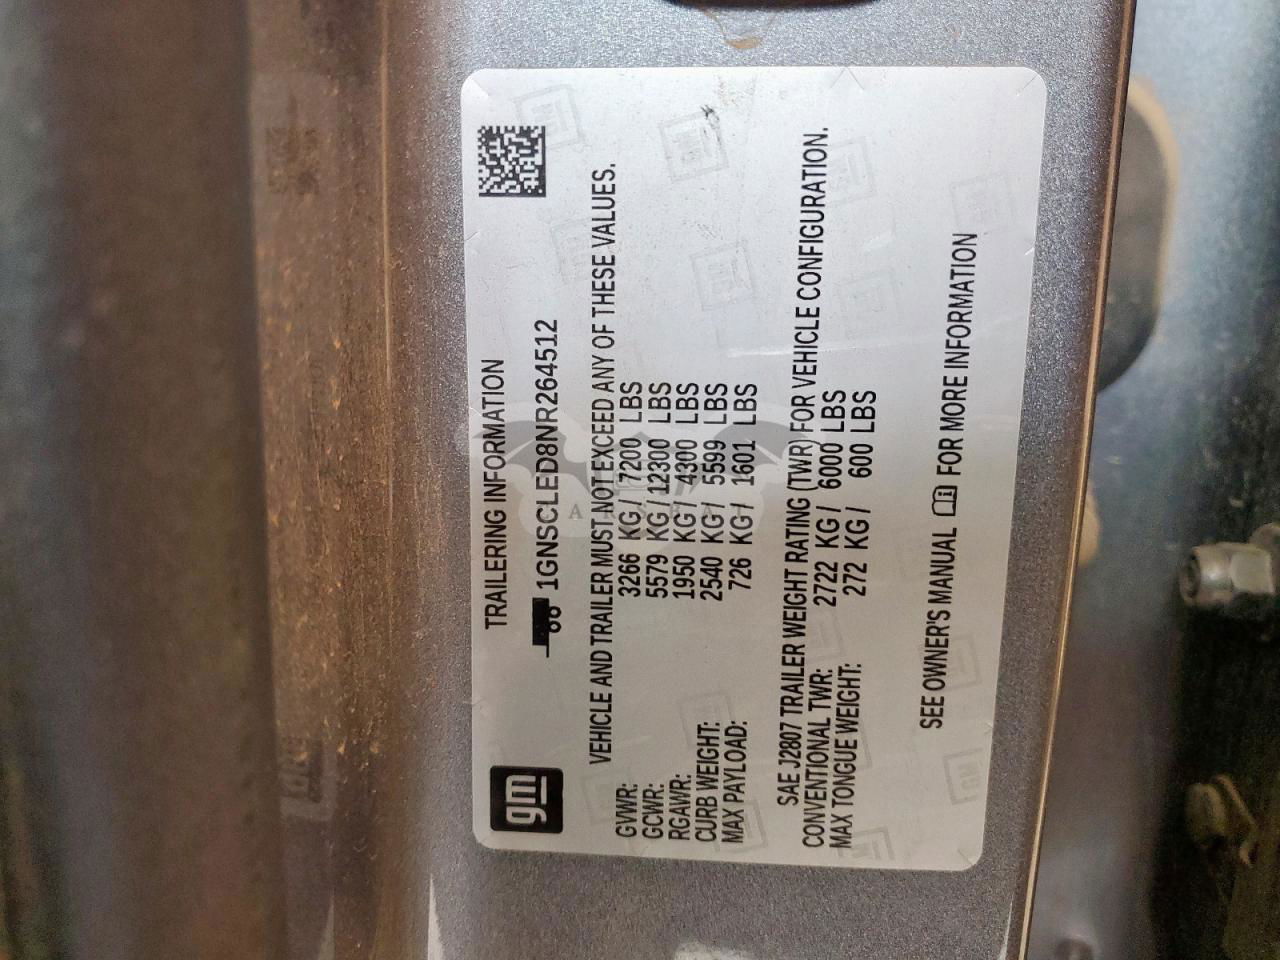 gm
TRAILERING INFORMATION
1GNSCLED8NR264512
VEHICLE AND TRAILER MUST NOT EXCEED ANY OF THESE VALUES.
GVWR: 3266 KG / 7200 LBS
GCWR: 5579 KG / 12300 LBS
RGAWR: 1950 KG / 4300 LBS
CURB WEIGHT: 2540 KG / 5599 LBS
MAX PAYLOAD: 726 KG / 1601 LBS
SAE J2807 TRAILER WEIGHT RATING (TWR) FOR VEHICLE CONFIGURATION.
CONVENTIONAL TWR: 2722 KG / 6000 LBS
MAX TONGUE WEIGHT: 272 KG / 600 LBS
SEE OWNER'S MANUAL FOR MORE INFORMATION